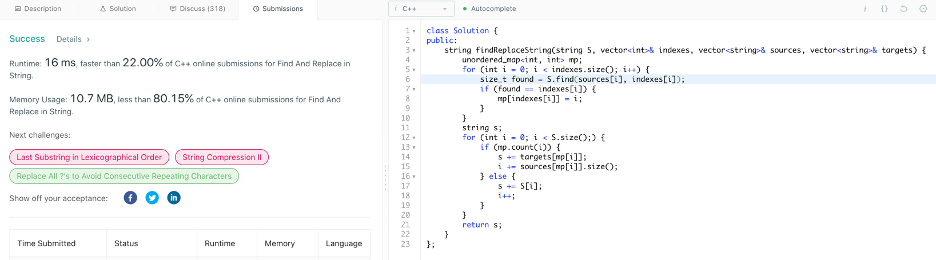 Description
Solution
Discuss (318)
Submissions
Success Details >
Runtime: 16 ms, faster than 22.00% of C++ online submissions for Find And Replace in
String.
Memory Usage: 10.7 MB, less than 80.15% of C++ online submissions for Find And
Replace in String.
Next challenges:
Last Substring in Lexicographical Order
String Compression II
Replace All ?'s to Avoid Consecutive Repeating Characters
Show off your acceptance:
Time Submitted
Status
Runtime
Memory
Language
i C++
Autocomplete
i {}
1 class Solution {
2 public:
3 string findReplaceString(string S, vector<int>& indexes, vector<string>& sources, vector<string>& targets) {
4 unordered_map<int, int> mp;
5 for (int i = 0; i < indexes.size(); i++) {
6 size_t found = S.find(sources[i], indexes[i]);
7 if (found == indexes[i]) {
8 mp[indexes[i]] = i;
9 }
10 }
11 string s;
12 for (int i = 0; i < S.size();) {
13 if (mp.count(i)) {
14 s += targets[mp[i]];
15 i += sources[mp[i]].size();
16 } else {
17 s += S[i];
18 i++;
19 }
20 }
21 return s;
22 }
23 };